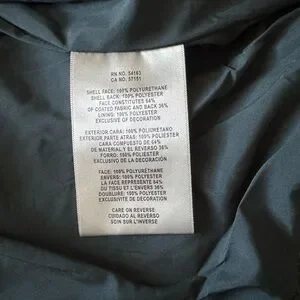 RN NO. 54163
CA NO. 57151
SHELL FACE: 100% POLYURETHANE
SHELL BACK: 100% POLYESTER
FACE CONSTITUTES 64%
OF COATED FABRIC AND BACK 36%
LINING: 100% POLYESTER
EXCLUSIVE OF DECORATION
EXTERIOR CARA: 100% POLIURETANO
EXTERIOR PARTE ATRAS: 100% POLIESTER
CARA COMPUESTO DE 64%
DE MATERIAL Y EL REVERSO 36%
FORRO: 100% POLIESTER
EXCLUSIVO DE LA DECORACIÓN
FACE: 100% POLYURÉTHANE
ENVERS: 100% POLYESTER
LA FACE REPRÉSENTE 64%
DU TISSU ET L'ENVERS 36%
DOUBLURE: 100% POLYESTER
EXCLUSIVITÉ DE DÉCORATION
CARE ON REVERSE
CUIDADO AL REVERSO
SOIN SUR L'INVERSE